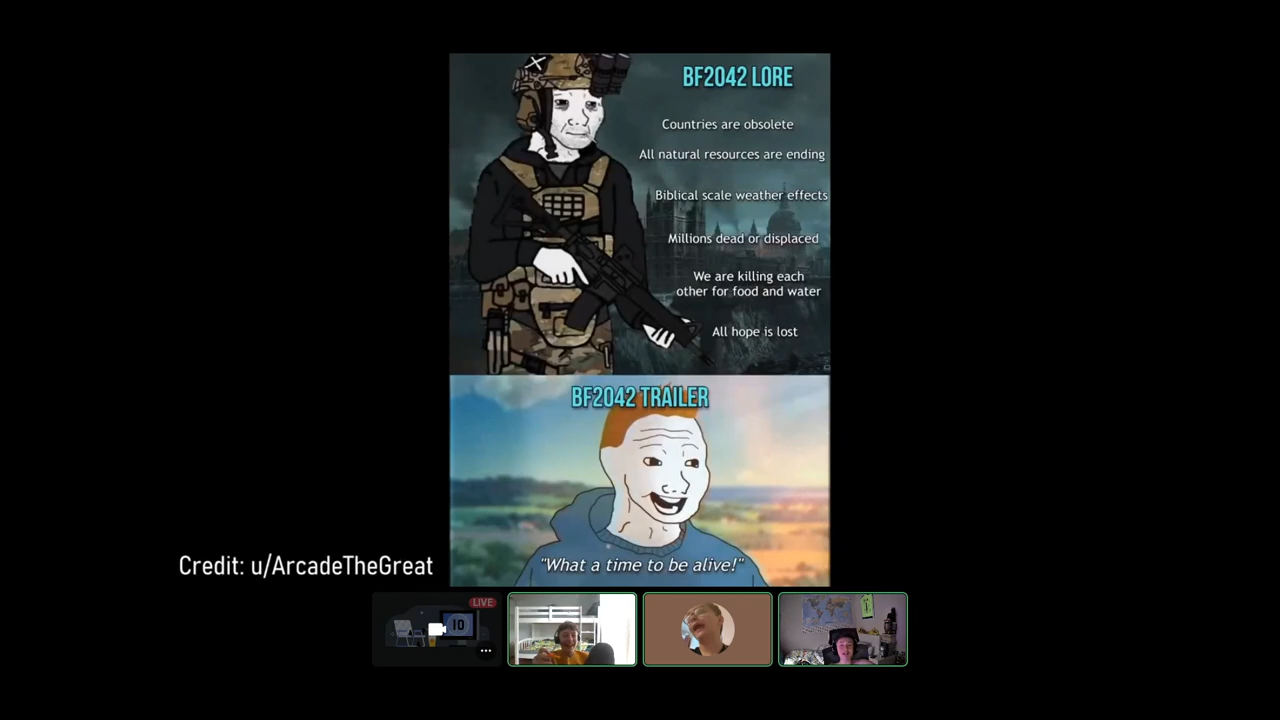 BF2042 LORE
Countries are obsolete
All natural resources are ending
Biblical scale weather effects
Millions dead or displaced
We are killing each
other for food and water
All hope is lost
BF2042 TRAILER
"What a time to be alive!"
Credit: u/ArcadeTheGreat
LIVE
10